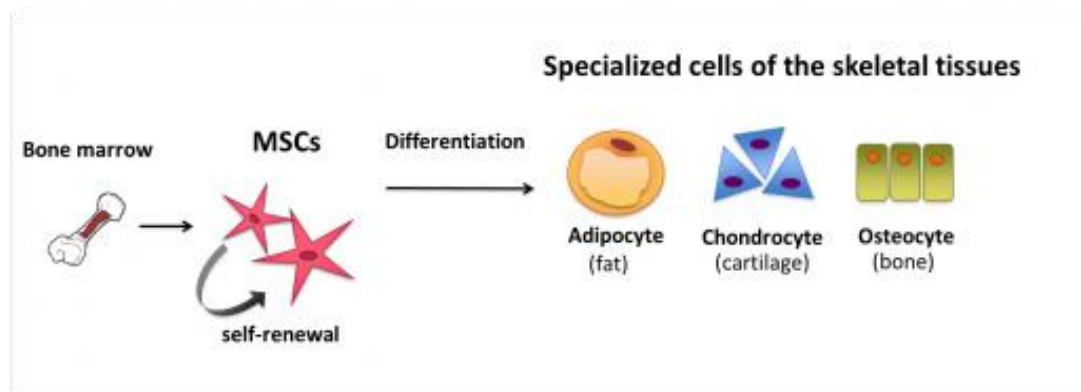 Specialized cells of the skeletal tissues
Bone marrow
MSCs
Differentiation
self-renewal
Adipocyte
(fat)
Chondrocyte
(cartilage)
Osteocyte
(bone)